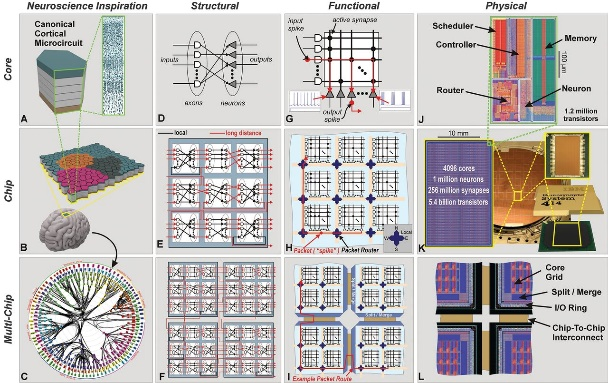 Neuroscience Inspiration
Structural
Functional
Physical
Core
Canonical
Cortical
Microcircuit
A
inputs
outputs
axons
neurons
D
input
spike
active synapse
output
spike
G
Scheduler
Controller
Router
Memory
Neuron
100 µm
1.2 million
transistors
J
Chip
B
local
long distance
E
Local
N
W
E
S
Packet ("spike")
Packet Router
H
10 mm
4096 cores
1 million neurons
256 million synapses
5.4 billion transistors
K
Multi-Chip
C
F
Split / Merge
Example Packet Route
I
Core
Grid
Split / Merge
I/O Ring
Chip-To-Chip
Interconnect
L